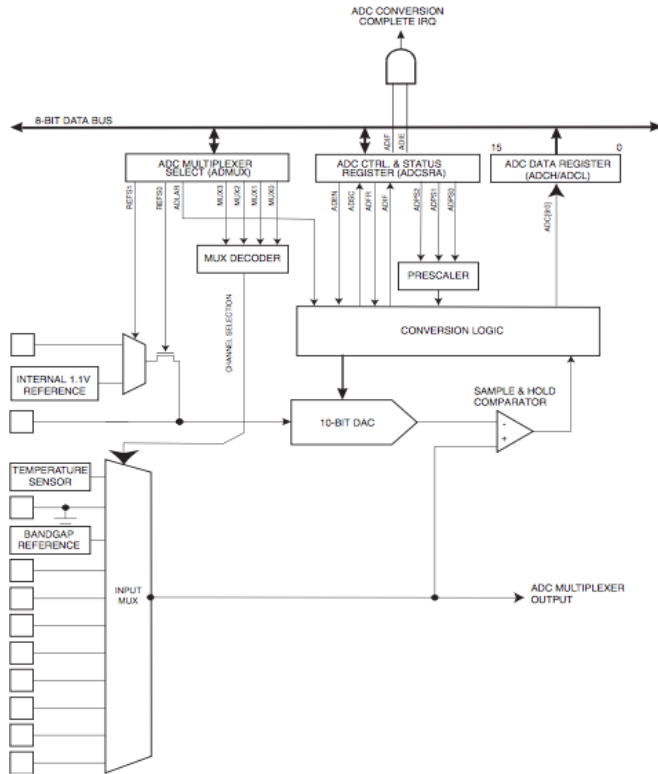 ADC CONVERSION
COMPLETE IRQ
8-BIT DATA BUS
ADIF
ADIE
15
0
ADC MULTIPLEXER
SELECT (ADMUX)
ADC CTRL. & STATUS
REGISTER (ADCSRA)
ADC DATA REGISTER
(ADCH/ADCL)
REFS1
REFS0
ADLAR
MUX3
MUX2
MUX1
MUX0
ADEN
ADSC
ADFR
ADIF
ADPS2
ADPS1
ADPS0
ADC[9:0]
MUX DECODER
PRESCALER
CHANNEL SELECTION
CONVERSION LOGIC
INTERNAL 1.1V
REFERENCE
SAMPLE & HOLD
COMPARATOR
10-BIT DAC
-
+
TEMPERATURE
SENSOR
BANDGAP
REFERENCE
INPUT
MUX
ADC MULTIPLEXER
OUTPUT